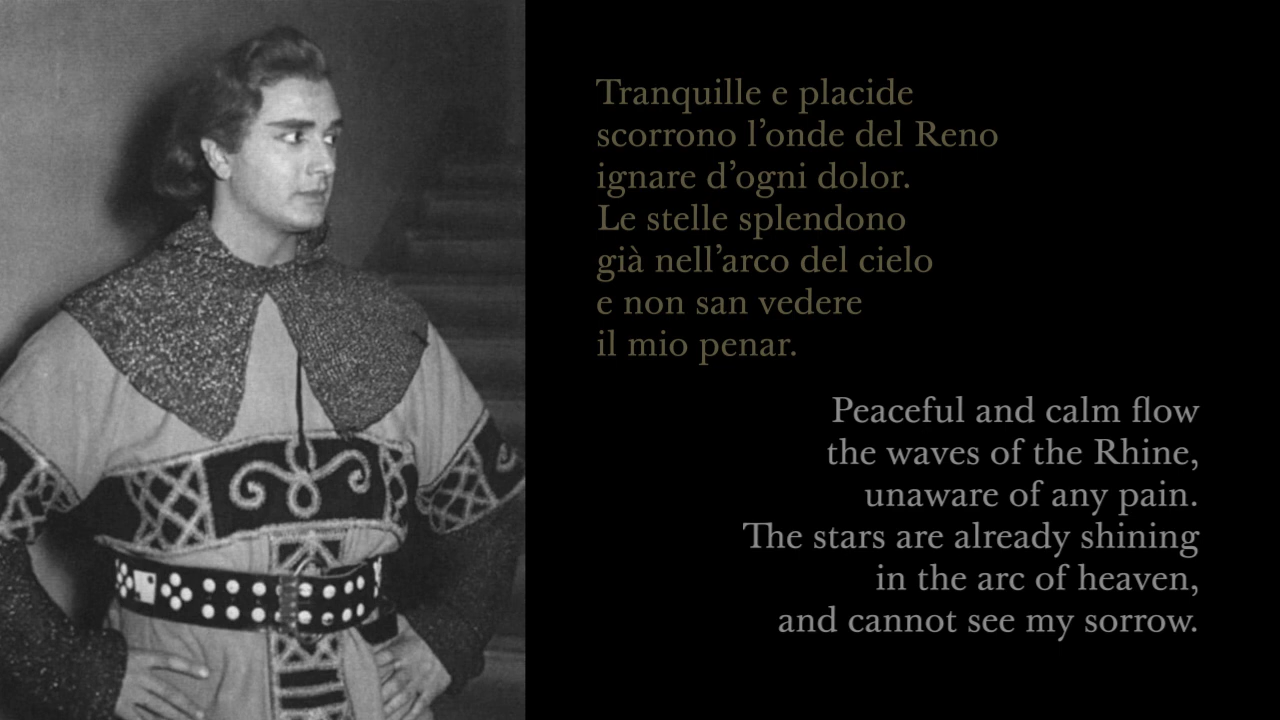 Tranquille e placide
scorrono l’onde del Reno
ignare d’ogni dolor.
Le stelle splendono
già nell’arco del cielo
e non san vedere
il mio penar.
Peaceful and calm flow
the waves of the Rhine,
unaware of any pain.
The stars are already shining
in the arc of heaven,
and cannot see my sorrow.